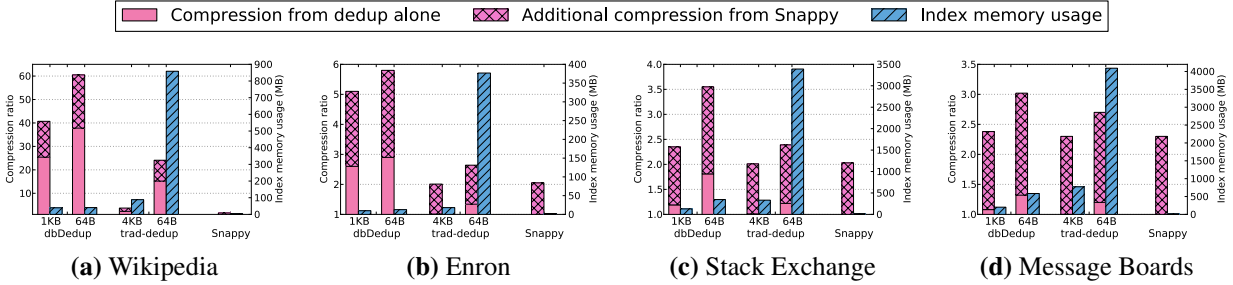 Compression from dedup alone Additional compression from Snappy Index memory usage
Compression ratio
60
50
40
30
20
10
900
800
700
600
500
400
300
200
100
0
Index memory usage (MB)
1KB 64B 4KB 64B
dbDedup trad-dedup Snappy
(a) Wikipedia
Compression ratio
6
5
4
3
2
1
400
350
300
250
200
150
100
50
0
Index memory usage (MB)
1KB 64B 4KB 64B
dbDedup trad-dedup Snappy
(b) Enron
Compression ratio
4.0
3.5
3.0
2.5
2.0
1.5
1.0
3500
3000
2500
2000
1500
1000
500
0
Index memory usage (MB)
1KB 64B 4KB 64B
dbDedup trad-dedup Snappy
(c) Stack Exchange
Compression ratio
3.5
3.0
2.5
2.0
1.5
1.0
4000
3500
3000
2500
2000
1500
1000
500
0
Index memory usage (MB)
1KB 64B 4KB 64B
dbDedup trad-dedup Snappy
(d) Message Boards